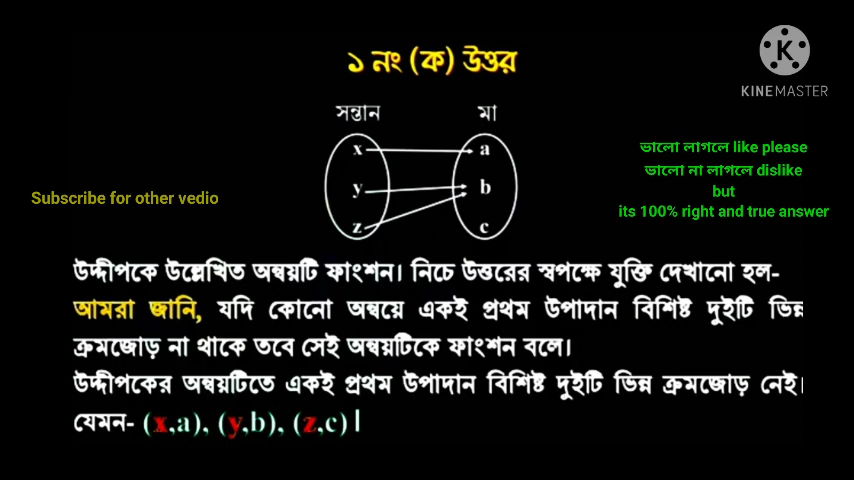 ১ নং (ক) উত্তর
KINEMASTER
সন্তান মা
x a
y b
z c
ভালো লাগলে like please
ভালো না লাগলে dislike
but
its 100% right and true answer
Subscribe for other vedio
উদ্দীপকে উল্লেখিত অন্বয়টি ফাংশন। নিচে উত্তরের স্বপক্ষে যুক্তি দেখানো হল-
আমরা জানি, যদি কোনো অন্বয়ে একই প্রথম উপাদান বিশিষ্ট দুইটি ভিন্ন
ক্রমজোড় না থাকে তবে সেই অন্বয়টিকে ফাংশন বলে।
উদ্দীপকের অন্বয়টিতে একই প্রথম উপাদান বিশিষ্ট দুইটি ভিন্ন ক্রমজোড় নেই।
যেমন- (x,a), (y,b), (z,c)।